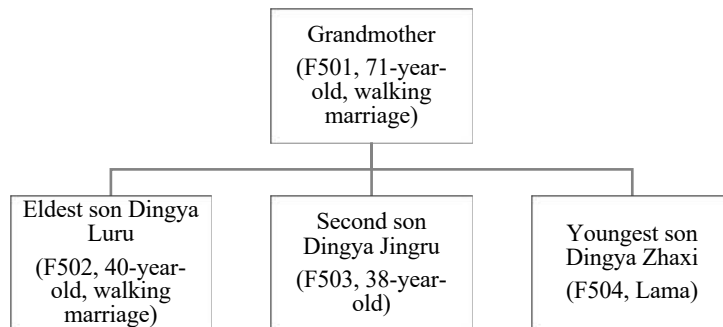 Grandmother
(F501, 71-year-
old, walking
marriage)
Eldest son Dingya
Luru
(F502, 40-year-
old, walking
marriage)
Second son
Dingya Jingru
(F503, 38-year-
old)
Youngest son
Dingya Zhaxi
(F504, Lama)